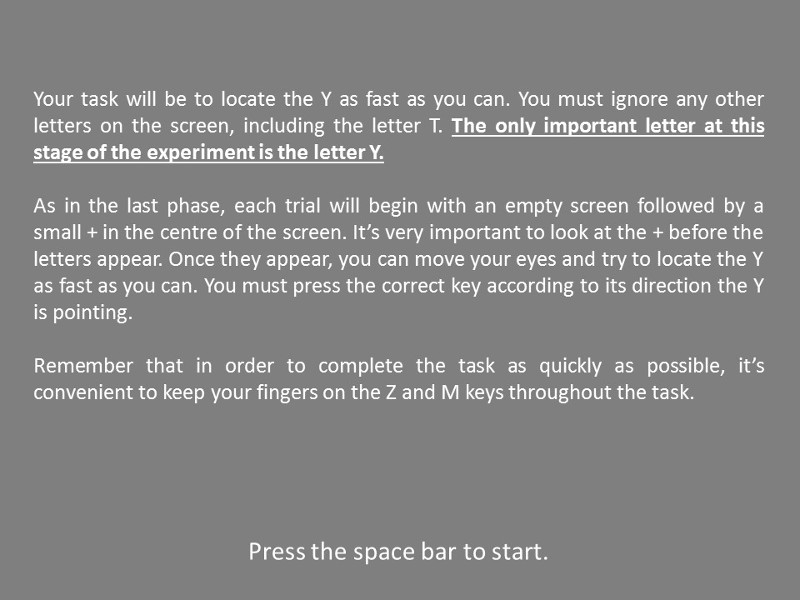 Your task will be to locate the Y as fast as you can. You must ignore any other
letters on the screen, including the letter T. The only important letter at this
stage of the experiment is the letter Y.
As in the last phase, each trial will begin with an empty screen followed by a
small + in the centre of the screen. It’s very important to look at the + before the
letters appear. Once they appear, you can move your eyes and try to locate the Y
as fast as you can. You must press the correct key according to its direction the Y
is pointing.
Remember that in order to complete the task as quickly as possible, it’s
convenient to keep your fingers on the Z and M keys throughout the task.
Press the space bar to start.